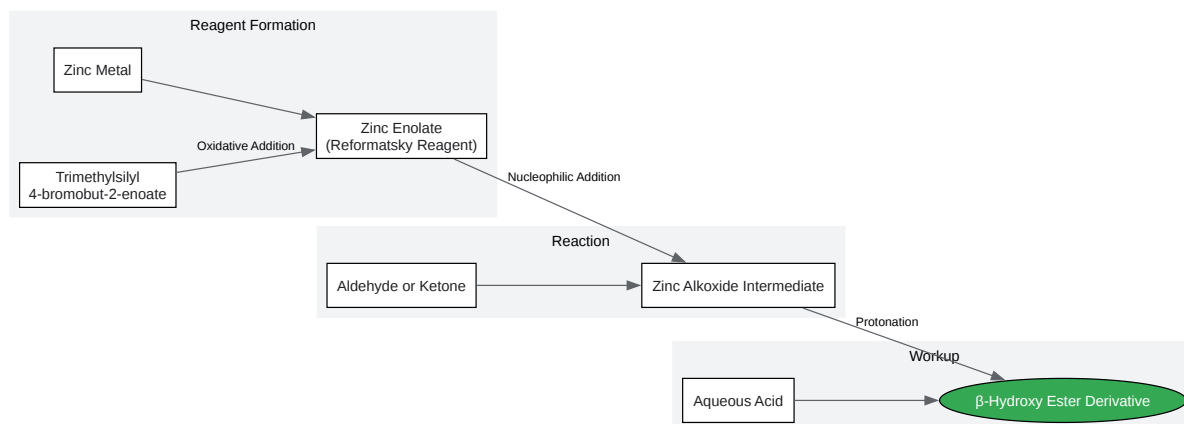 Reagent Formation
Zinc Metal
Oxidative Addition
Zinc Enolate
(Reformatsky Reagent)
Trimethylsilyl
4-bromobut-2-enoate
Nucleophilic Addition
Reaction
Aldehyde or Ketone
Zinc Alkoxide Intermediate
Protonation
Workup
Aqueous Acid
β-Hydroxy Ester Derivative